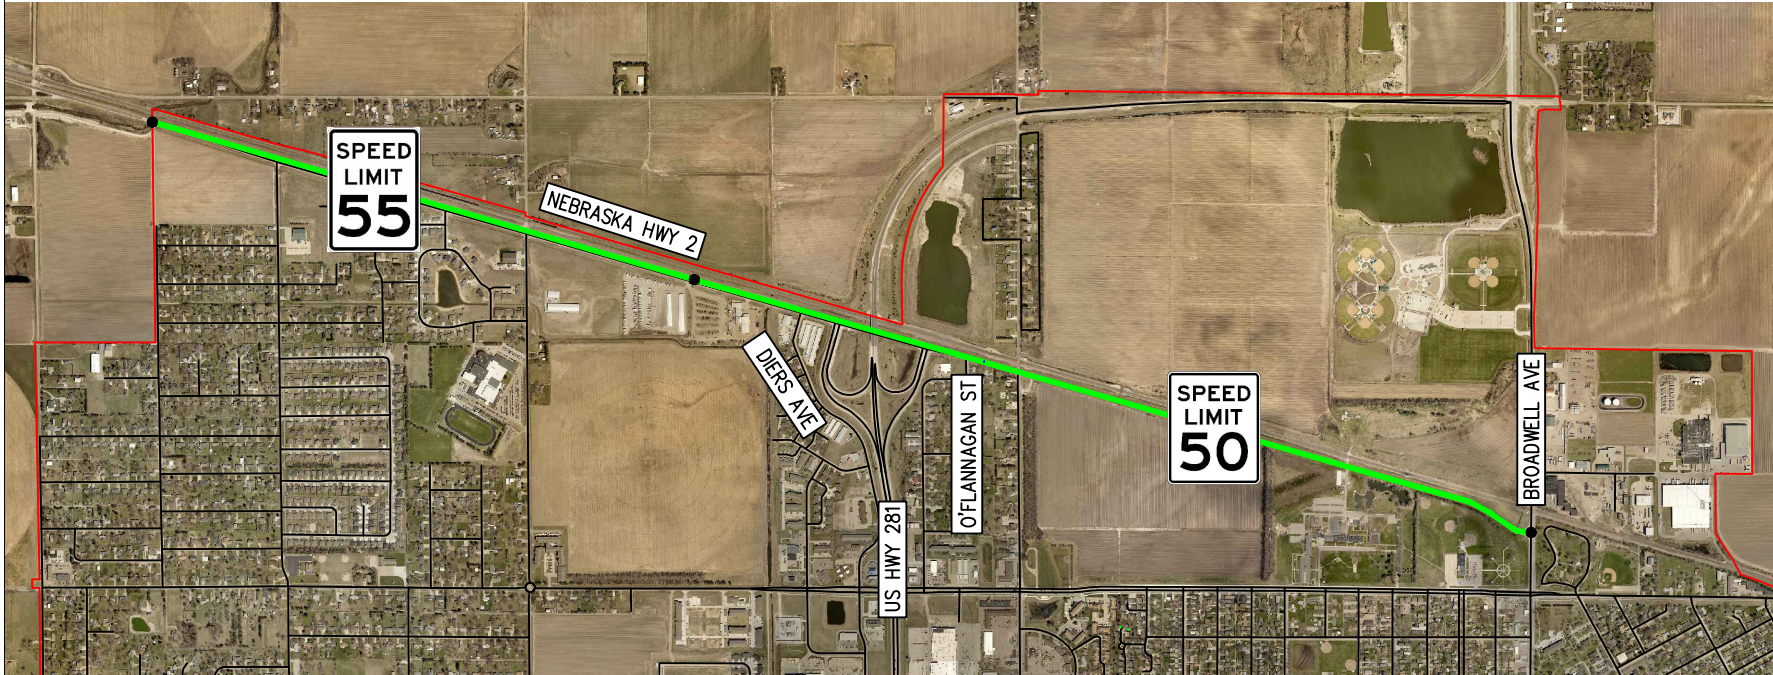 SPEED
LIMIT
55
NEBRASKA HWY 2
DIERS AVE
US HWY 281
O'FLANNAGAN ST
SPEED
LIMIT
50
BROADWELL AVE